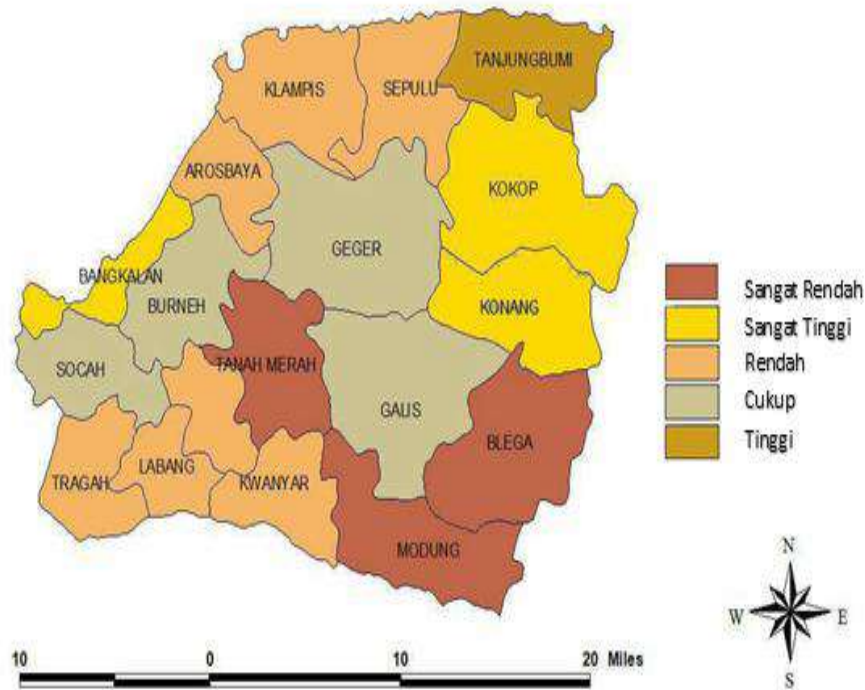 TANJUNGBUMI
KLAMPIS
SEPULU
AROSBAYA
KOKOP
GEGER
BANGKALAN
BURNEH
KONANG
SOCAH
TANAH MERAH
GALIS
BLEGA
LABANG
TRAGAH
KWANYAR
MODUNG
Sangat Rendah
Sangat Tinggi
Rendah
Cukup
Tinggi
N
W E
S
10 0 10 20 Miles